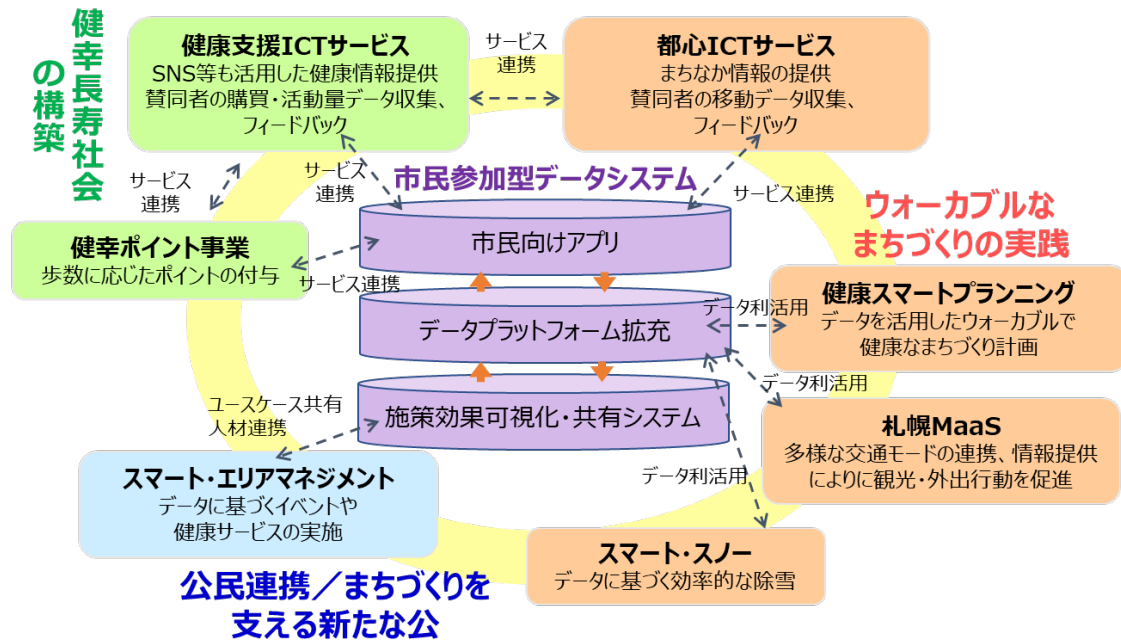 健幸長寿社会
の構築
健康支援ICTサービス
SNS等も活用した健康情報提供
賛同者の購買・活動量データ収集、
フィードバック
サービス
連携
都心ICTサービス
まちなか情報の提供
賛同者の移動データ収集、
フィードバック
サービス
連携
サービス
連携
市民参加型データシステム
サービス連携
ウォーカブルな
まちづくりの実践
市民向けアプリ
健幸ポイント事業
歩数に応じたポイントの付与
サービス連携
データプラットフォーム拡充
データ利活用
健康スマートプランニング
データを活用したウォーカブルで
健康なまちづくり計画
データ利活用
施策効果可視化・共有システム
ユースケース共有
人材連携
札幌MaaS
多様な交通モードの連携、情報提供
によりに観光・外出行動を促進
データ利活用
スマート・エリアマネジメント
データに基づくイベントや
健康サービスの実施
スマート・スノー
データに基づく効率的な除雪
公民連携／まちづくりを
支える新たな公